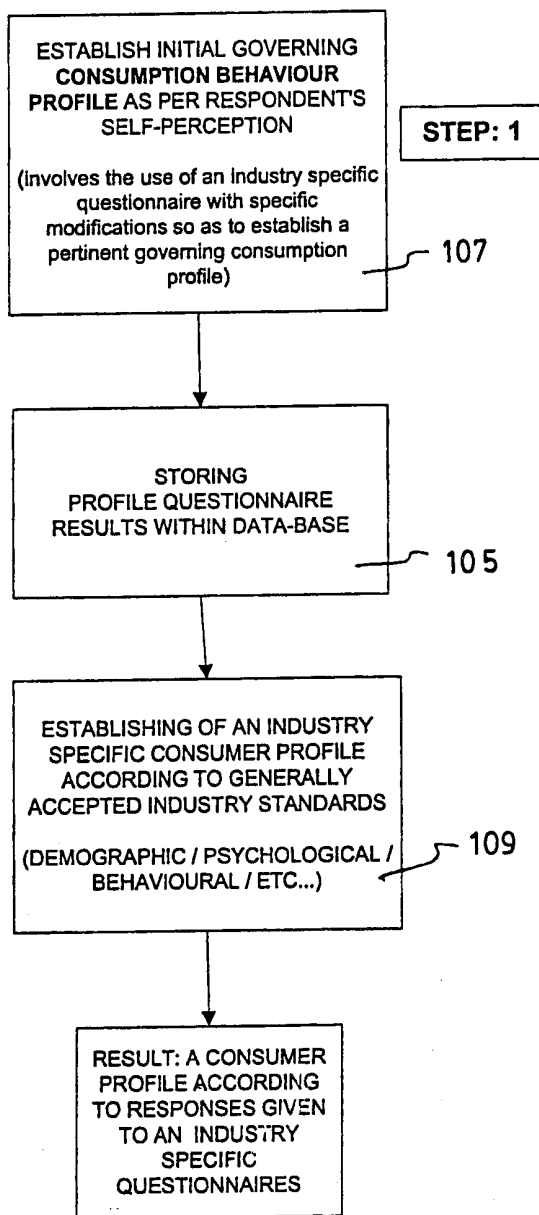 ESTABLISH INITIAL GOVERNING
CONSUMPTION BEHAVIOUR
PROFILE AS PER RESPONDENT'S
SELF-PERCEPTION
STEP: 1
(involves the use of an industry specific
questionnaire with specific
modifications so as to establish a
pertinent governing consumption
profile)
107
STORING
PROFILE QUESTIONNAIRE
RESULTS WITHIN DATA-BASE
105
ESTABLISHING OF AN INDUSTRY
SPECIFIC CONSUMER PROFILE
ACCORDING TO GENERALLY
ACCEPTED INDUSTRY STANDARDS
(DEMOGRAPHIC / PSYCHOLOGICAL /
BEHAVIOURAL / ETC...)
109
RESULT: A CONSUMER
PROFILE ACCORDING
TO RESPONSES GIVEN
TO AN INDUSTRY
SPECIFIC
QUESTIONNAIRES